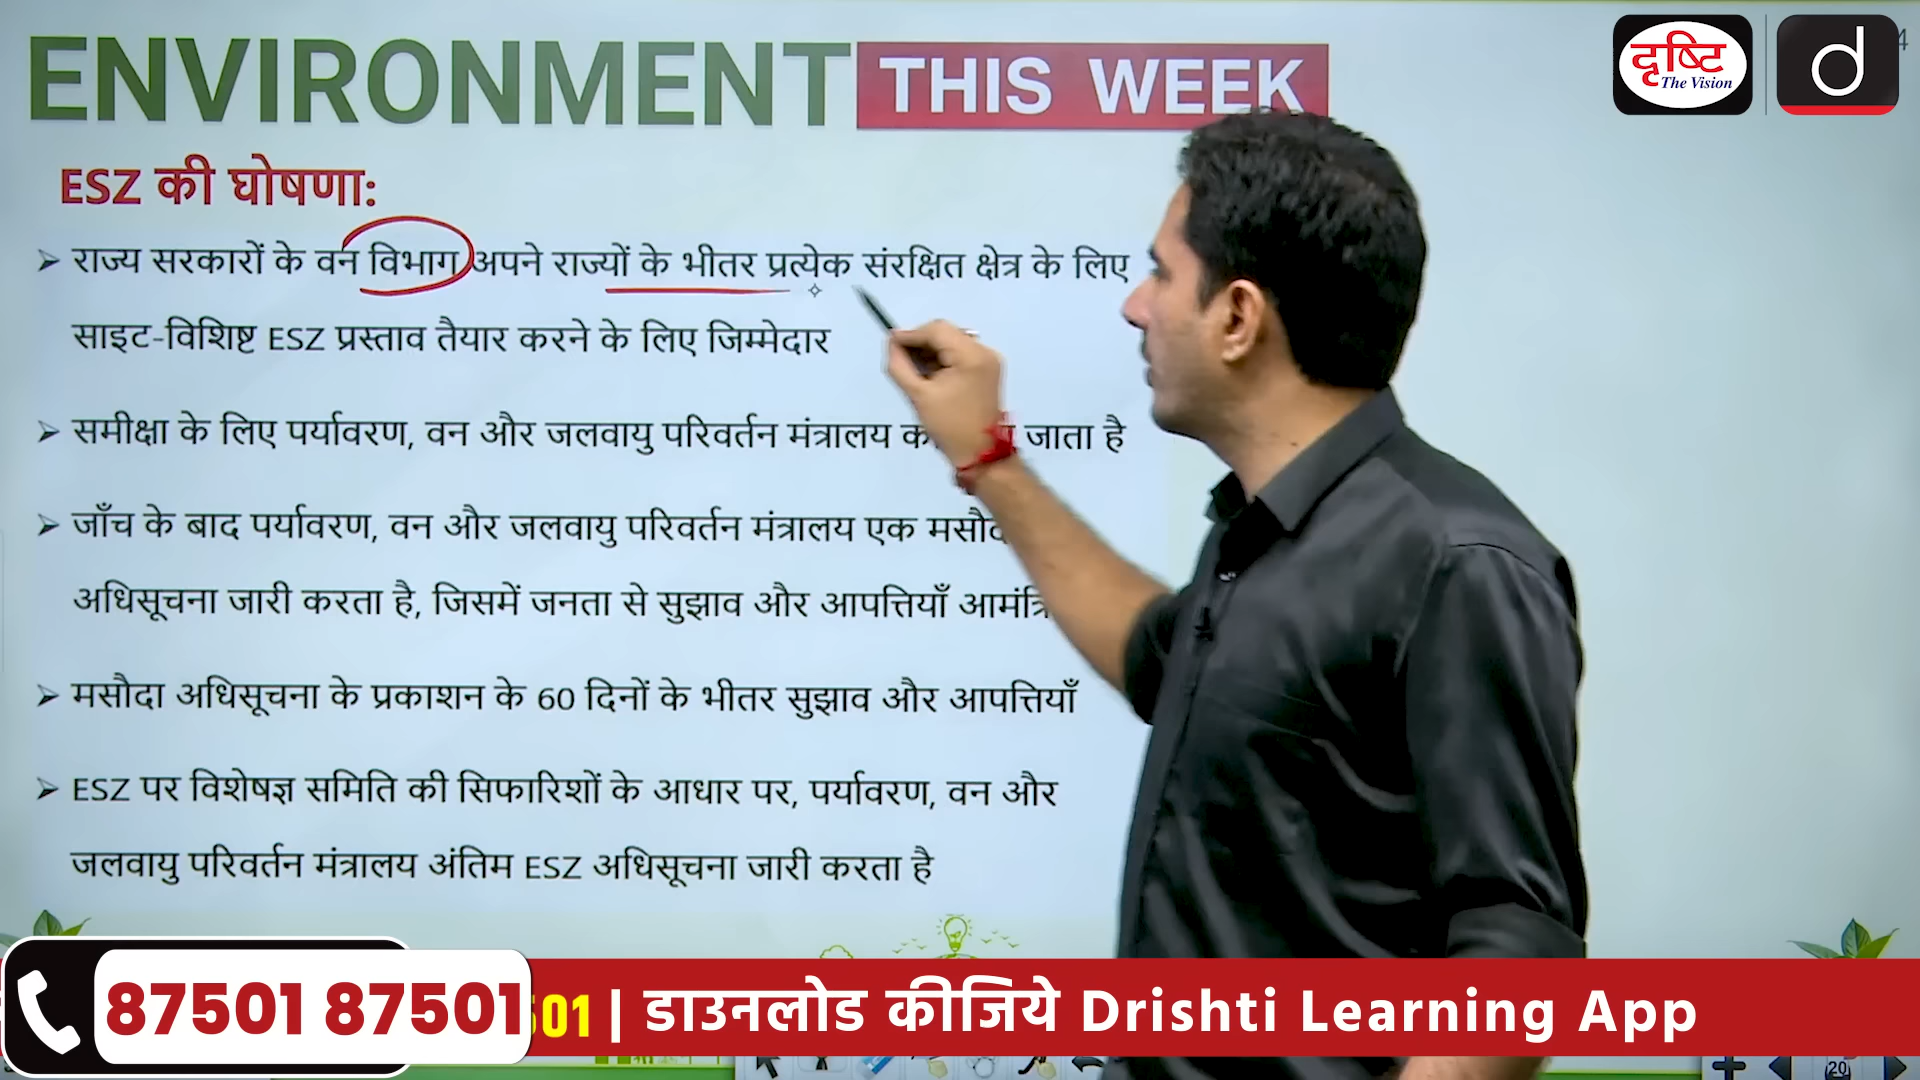 ENVIRONMENT THIS WEEK
दृष्टि
The Vision
d
4
ESZ की घोषणा:
➢ राज्य सरकारों के वन विभाग अपने राज्यों के भीतर प्रत्येक संरक्षित क्षेत्र के लिए
साइट-विशिष्ट ESZ प्रस्ताव तैयार करने के लिए जिम्मेदार
➢ समीक्षा के लिए पर्यावरण, वन और जलवायु परिवर्तन मंत्रालय जाता है
➢ जाँच के बाद पर्यावरण, वन और जलवायु परिवर्तन मंत्रालय एक
अधिसूचना जारी करता है, जिसमें जनता से सुझाव और आपत्तियाँ
➢ मसौदा अधिसूचना के प्रकाशन के 60 दिनों के भीतर सुझाव और आपत्तियाँ
➢ ESZ पर विशेषज्ञ समिति की सिफारिशों के आधार पर, पर्यावरण, वन और
जलवायु परिवर्तन मंत्रालय अंतिम ESZ अधिसूचना जारी करता है
87501 87501 501 | डाउनलोड कीजिये Drishti Learning App
20